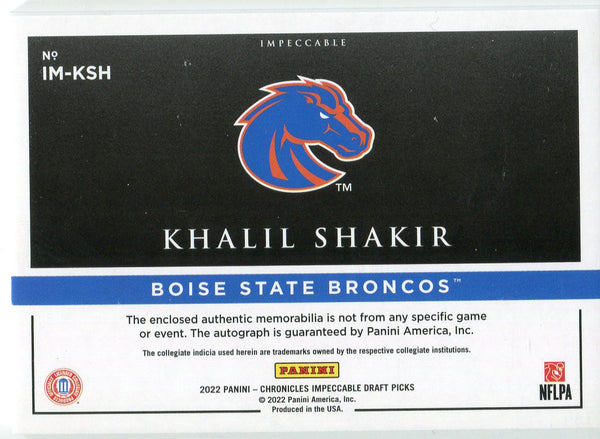 IMPECCABLE
Nº
IM-KSH
TM
KHALIL SHAKIR
BOISE STATE BRONCOS™
The enclosed authentic memorabilia is not from any specific game
or event. The autograph is guaranteed by Panini America, Inc.
The collegiate indicia used herein are trademarks owned by the respective collegiate institutions.
PANINI
2022 PANINI – CHRONICLES IMPECCABLE DRAFT PICKS
© 2022 Panini America, Inc.
Produced in the USA.
NFLPA